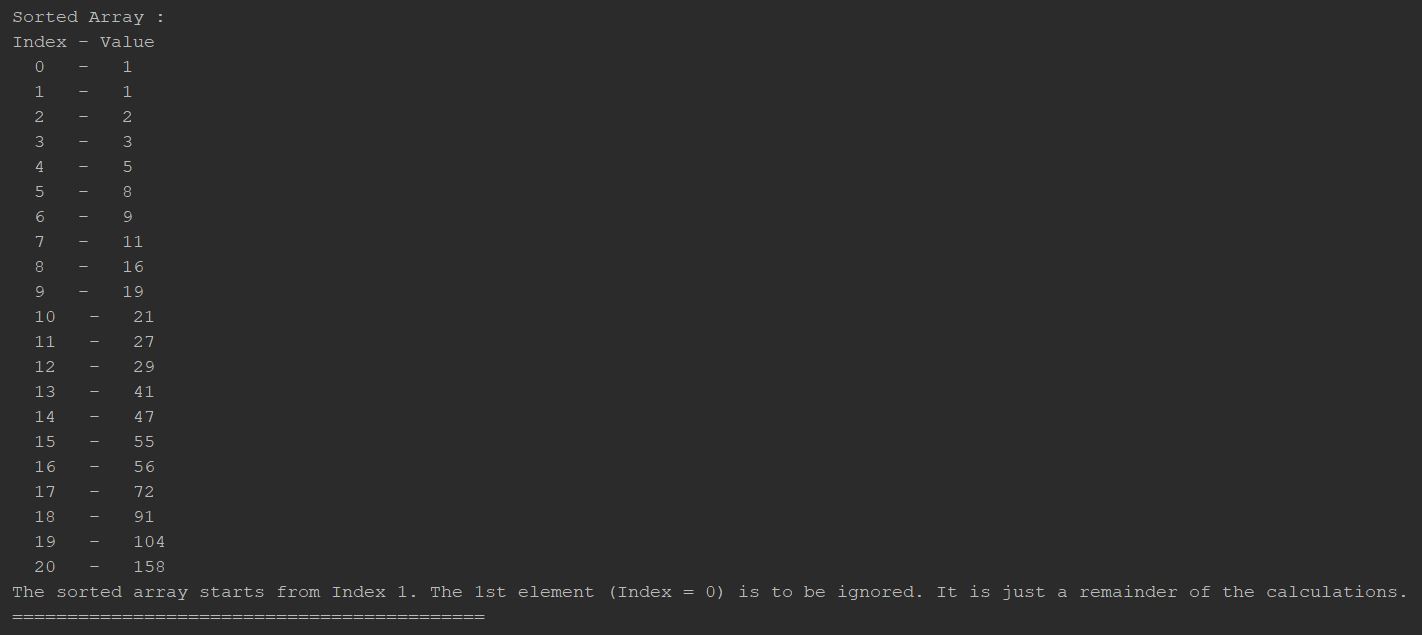 Sorted Array :
Index - Value
  0   -   1
  1   -   1
  2   -   2
  3   -   3
  4   -   5
  5   -   8
  6   -   9
  7   -   11
  8   -   16
  9   -   19
  10   -   21
  11   -   27
  12   -   29
  13   -   41
  14   -   47
  15   -   55
  16   -   56
  17   -   72
  18   -   91
  19   -   104
  20   -   158
The sorted array starts from Index 1. The 1st element (Index = 0) is to be ignored. It is just a remainder of the calculations.
===========================================